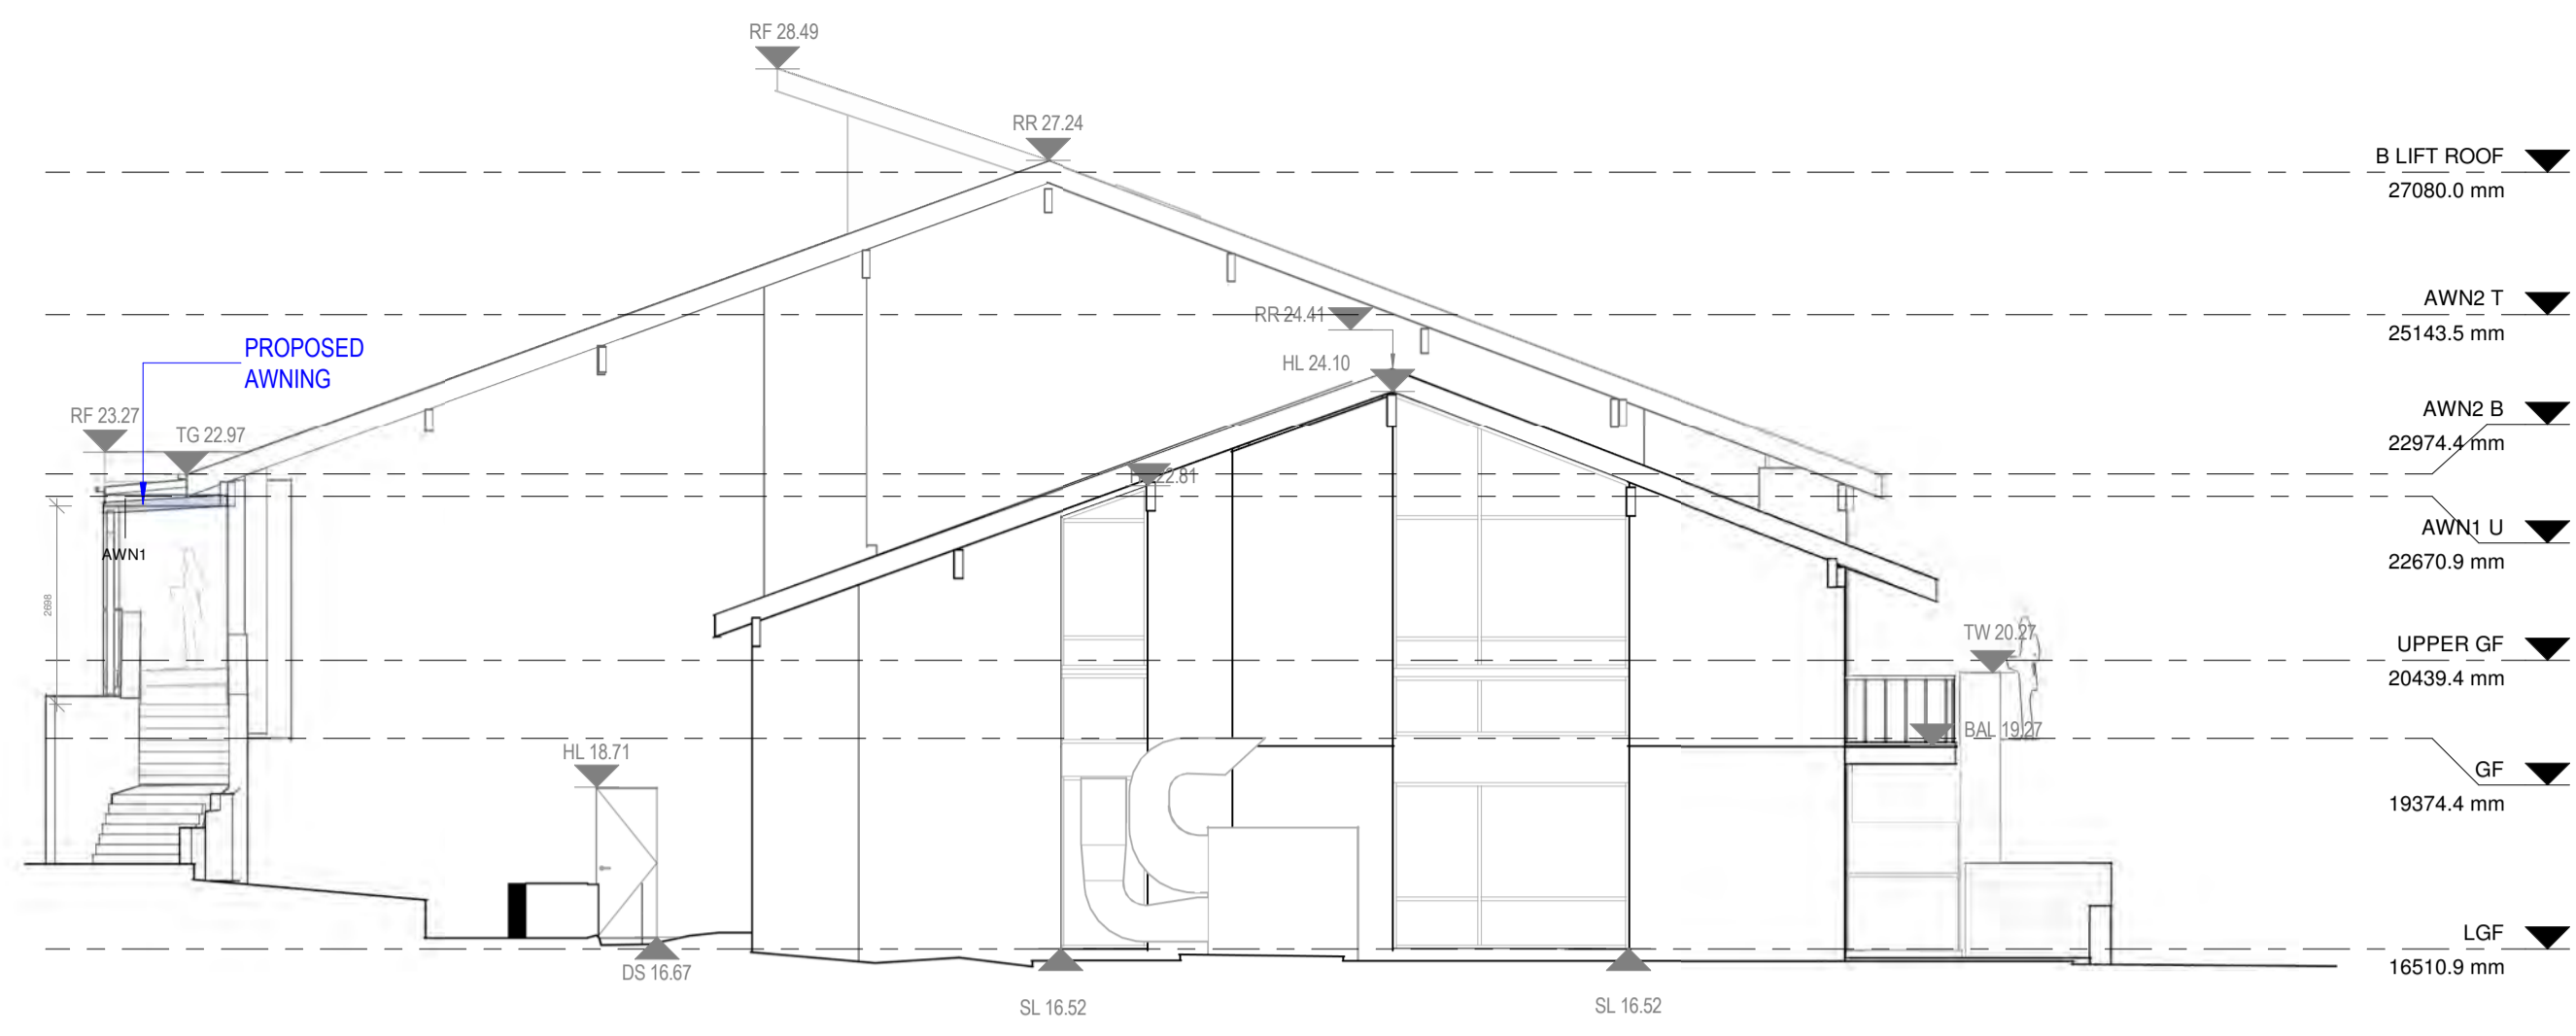 RF 28.49
RR 27.24
B LIFT ROOF
27080.0 mm
AWN2 T
25143.5 mm
RR 24.41
PROPOSED
AWNING
HL 24.10
RF 23.27
TG 22.97
AWN2 B
22974.4 mm
22.81
AWN1 U
22670.9 mm
AWN1
2698
TW 20.27
UPPER GF
20439.4 mm
BAL 19.27
HL 18.71
GF
19374.4 mm
LGF
16510.9 mm
DS 16.67
SL 16.52
SL 16.52